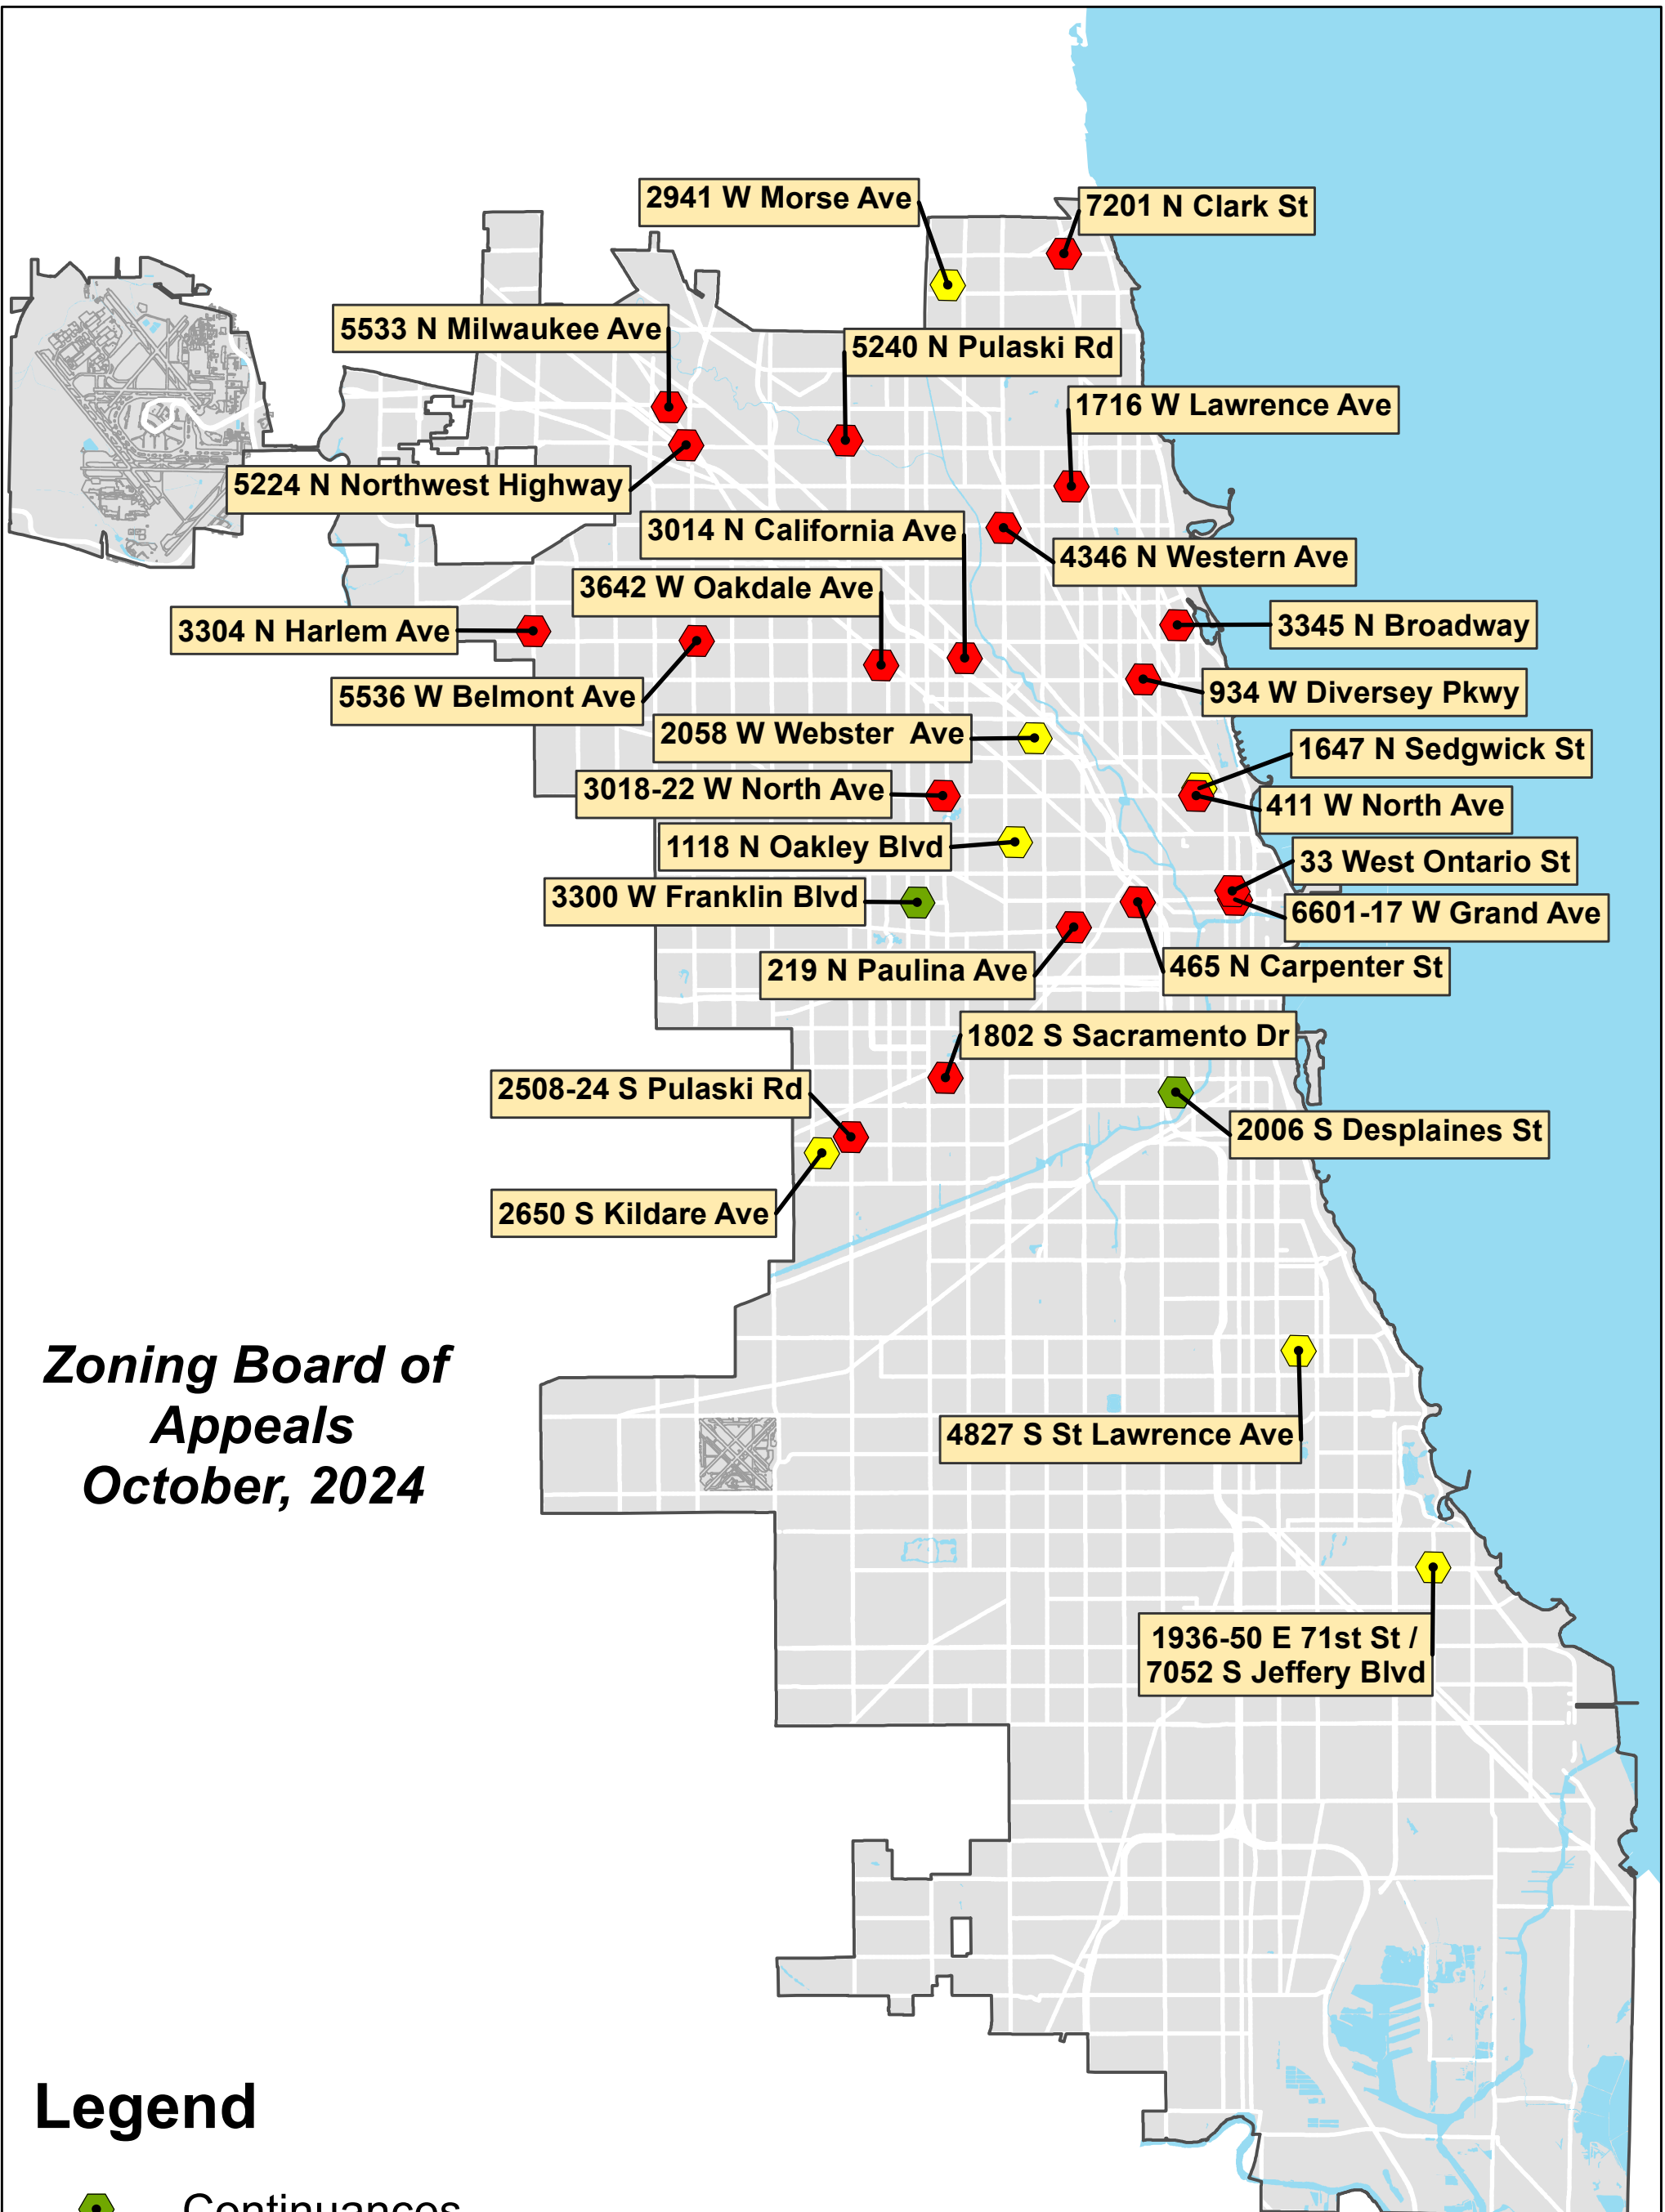 2941 W Morse Ave
7201 N Clark St
5533 N Milwaukee Ave
5240 N Pulaski Rd
1716 W Lawrence Ave
5224 N Northwest Highway
3014 N California Ave
4346 N Western Ave
3642 W Oakdale Ave
3304 N Harlem Ave
3345 N Broadway
5536 W Belmont Ave
934 W Diversey Pkwy
2058 W Webster Ave
1647 N Sedgwick St
3018-22 W North Ave
411 W North Ave
1118 N Oakley Blvd
33 West Ontario St
3300 W Franklin Blvd
6601-17 W Grand Ave
219 N Paulina Ave
465 N Carpenter St
1802 S Sacramento Dr
2508-24 S Pulaski Rd
2006 S Desplaines St
2650 S Kildare Ave
Zoning Board of
Appeals
October, 2024
4827 S St Lawrence Ave
1936-50 E 71st St /
7052 S Jeffery Blvd
Legend
Continuances